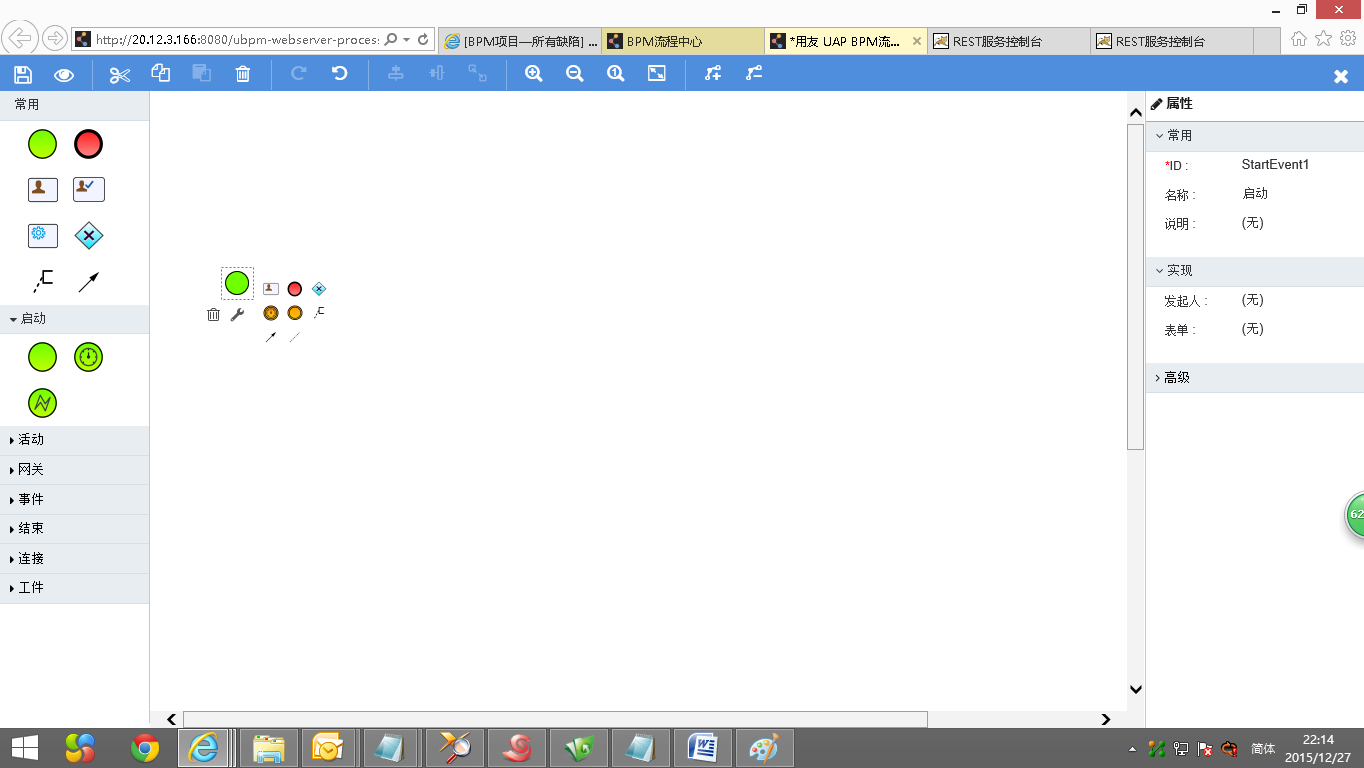 http://20.12.3.166:8080/ubpm-webserver-process
[BPM项目—所有缺陷] ...
BPM流程中心
*用友 UAP BPM流...
REST服务控制台
REST服务控制台
常用
启动
活动
网关
事件
结束
连接
工件
属性
常用
*ID :
StartEvent1
名称 :
启动
说明 :
(无)
实现
发起人 :
(无)
表单 :
(无)
高级
62
简体
22:14
2015/12/27